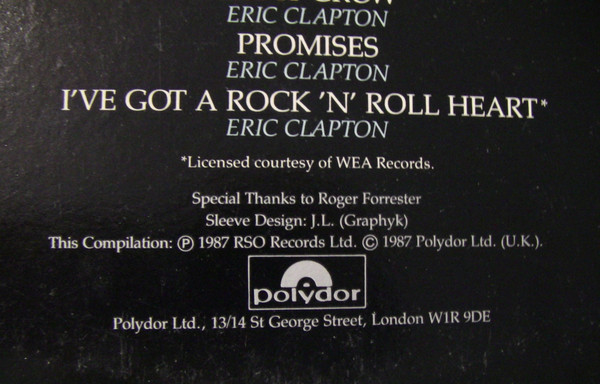 ERIC CLAPTON
PROMISES
ERIC CLAPTON
I'VE GOT A ROCK 'N' ROLL HEART*
ERIC CLAPTON
*Licensed courtesy of WEA Records.
Special Thanks to Roger Forrester
Sleeve Design: J.L. (Graphyk)
This Compilation: ℗ 1987 RSO Records Ltd. © 1987 Polydor Ltd. (U.K.).
polydor
Polydor Ltd., 13/14 St George Street, London W1R 9DE